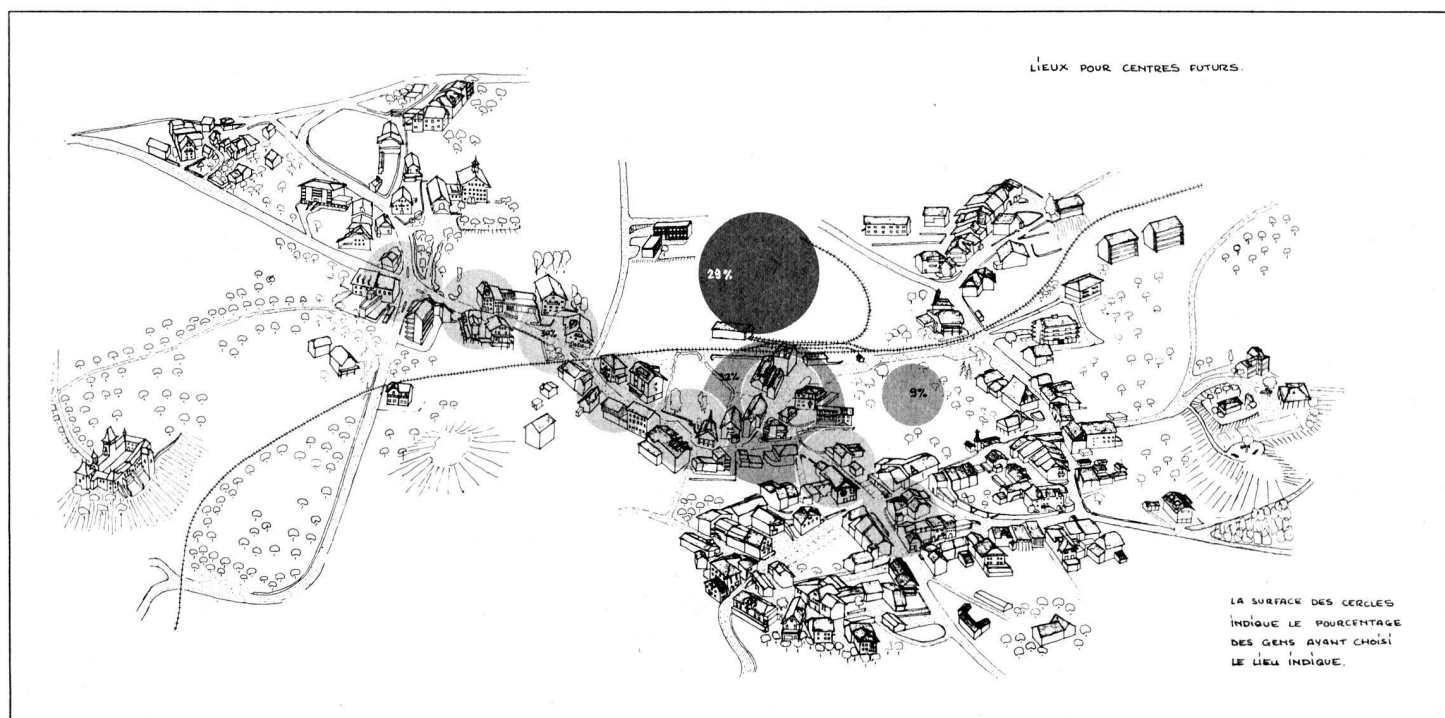 LIEUX POUR CENTRES FUTURS.
29%
9%
LA SURFACE DES CERCLES
INDIQUE LE POURCENTAGE
DES GENS AYANT CHOISI
LE LIEU INDIQUE.